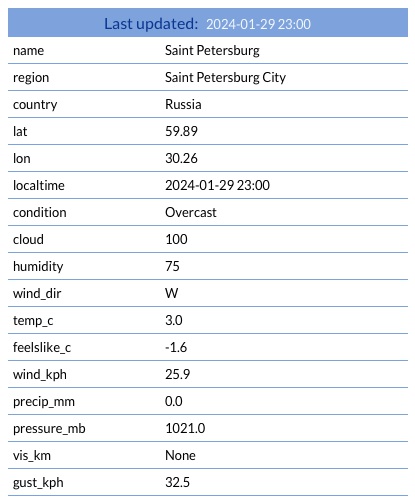 Last updated: 2024-01-29 23:00
name Saint Petersburg
region Saint Petersburg City
country Russia
lat 59.89
lon 30.26
localtime 2024-01-29 23:00
condition Overcast
cloud 100
humidity 75
wind_dir W
temp_c 3.0
feelslike_c -1.6
wind_kph 25.9
precip_mm 0.0
pressure_mb 1021.0
vis_km None
gust_kph 32.5